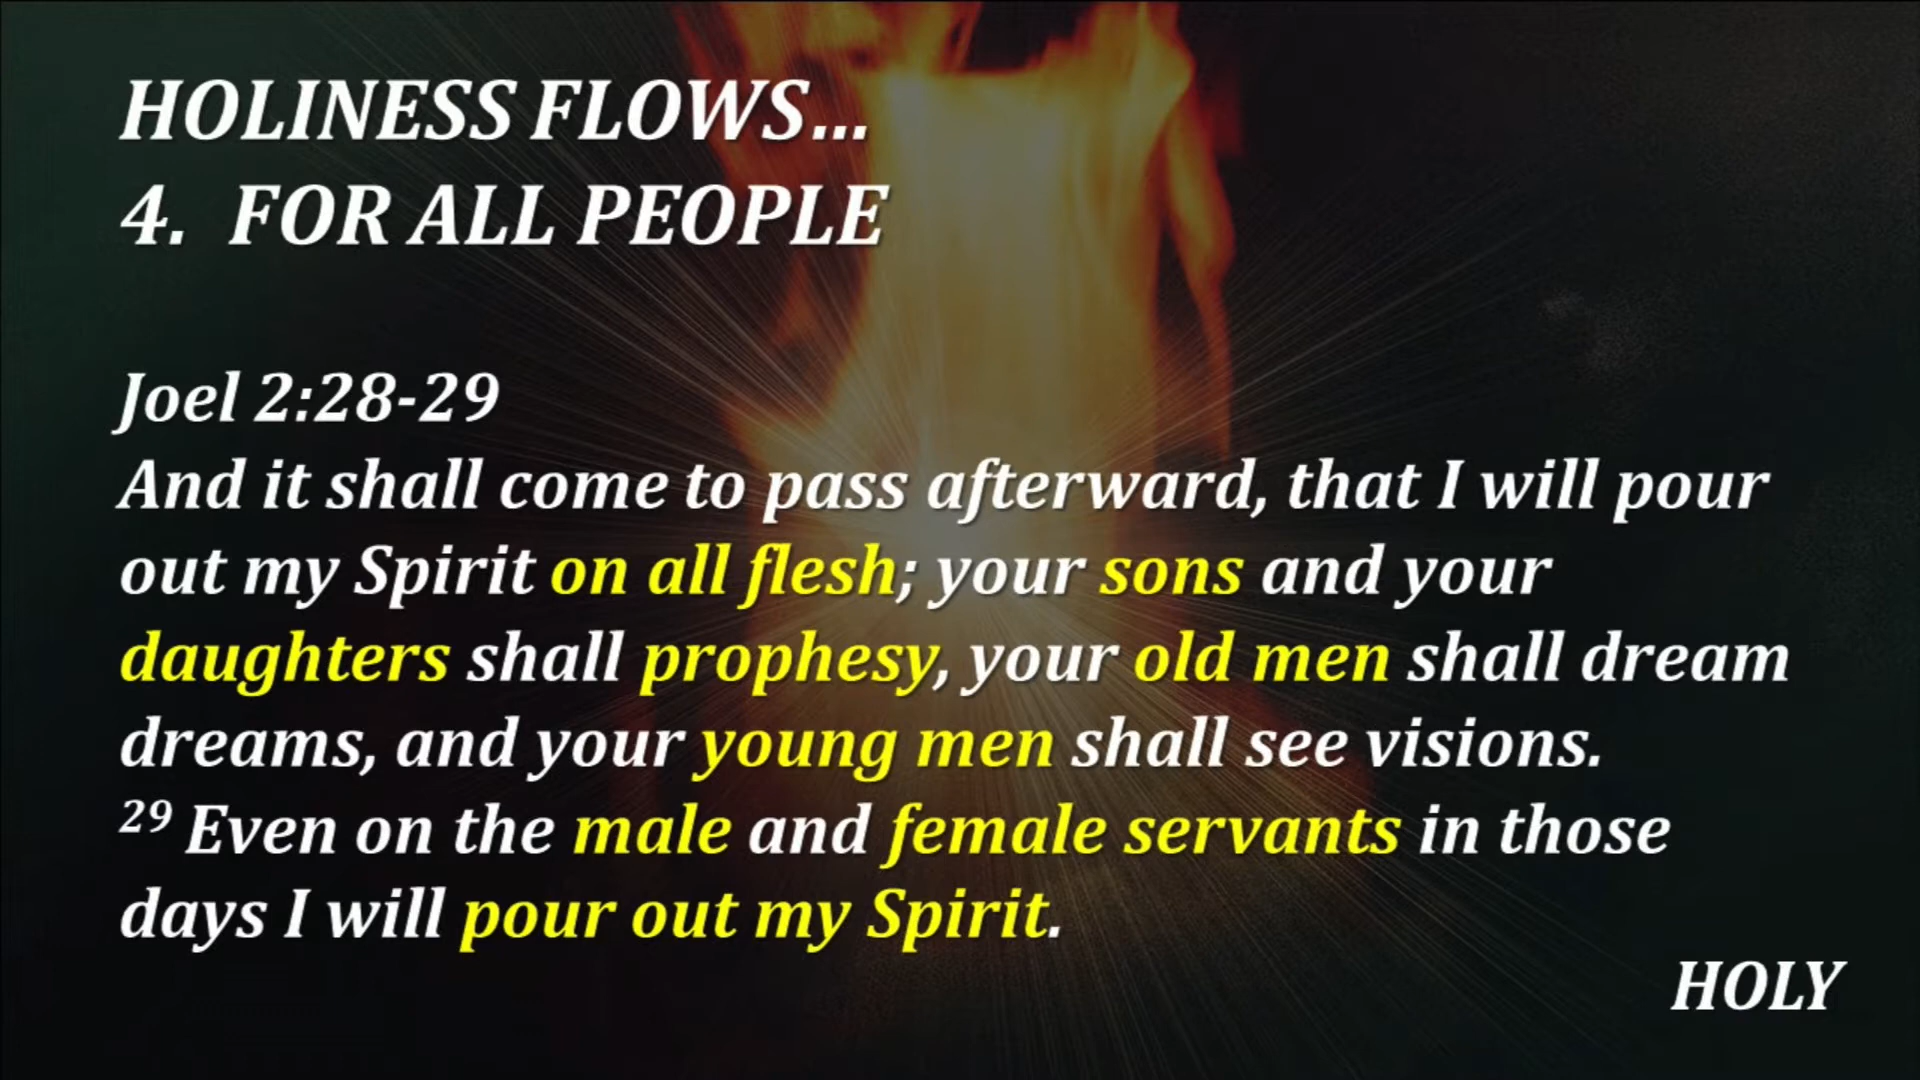 HOLINESS FLOWS...
4. FOR ALL PEOPLE
Joel 2:28-29
And it shall come to pass afterward, that I will pour
out my Spirit on all flesh; your sons and your
daughters shall prophesy, your old men shall dream
dreams, and your young men shall see visions.
29 Even on the male and female servants in those
days I will pour out my Spirit.
HOLY